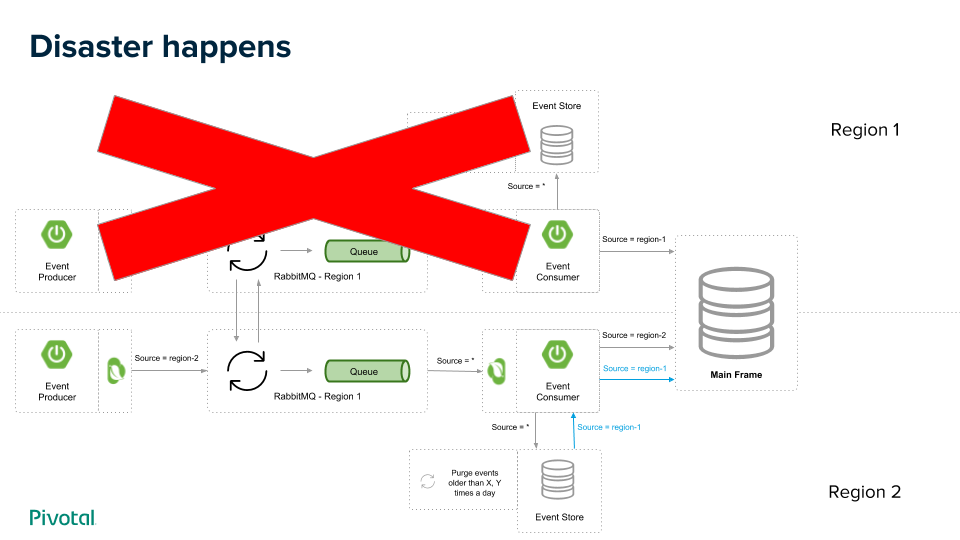 Disaster happens
Event Store
Region 1
Source = *
Event
Producer
Queue
RabbitMQ - Region 1
Event
Consumer
Source = region-1
Main Frame
Event
Producer
Source = region-2
Queue
RabbitMQ - Region 1
Source = *
Event
Consumer
Source = region-2
Source = region-1
Source = *
Source = region-1
Purge events
older than X, Y
times a day
Event Store
Region 2
Pivotal